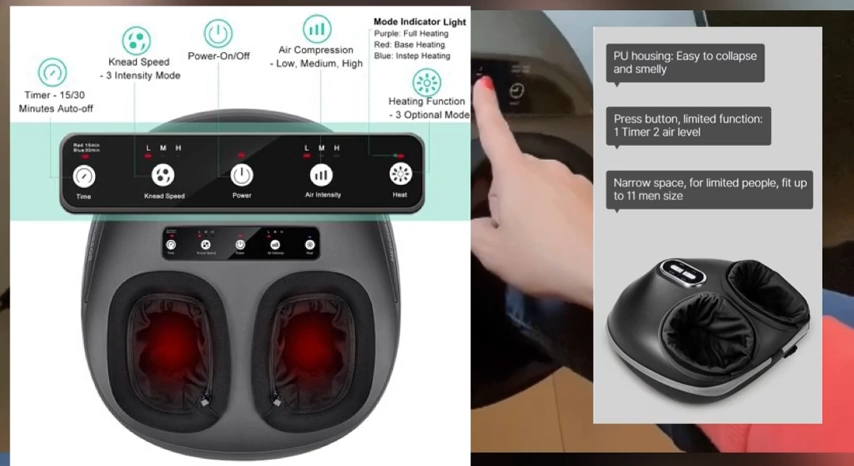 Timer - 15/30
Minutes Auto-off
Knead Speed
- 3 Intensity Mode
Power-On/Off
Air Compression
- Low, Medium, High
Mode Indicator Light
Purple: Full Heating
Red: Base Heating
Blue: Instep Heating
Heating Function
- 3 Optional Mode
Red 15min
Blue30min
L M H
L M H
Time
Knead Speed
Power
Air Intensity
Heat
PU housing: Easy to collapse
and smelly
Press button, limited function:
1 Timer 2 air level
Narrow space, for limited people, fit up
to 11 men size